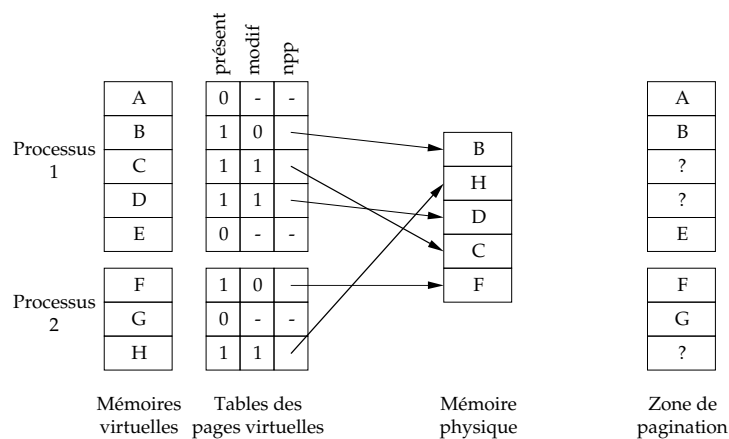 présent modif npp
A 0 - - A
B 1 0 B B
Processus 1
C 1 1 H ?
D 1 1 D ?
E 0 - - C E
F 1 0 F F
Processus 2
G 0 - - G
H 1 1 ?
Mémoires virtuelles
Tables des pages virtuelles
Mémoire physique
Zone de pagination